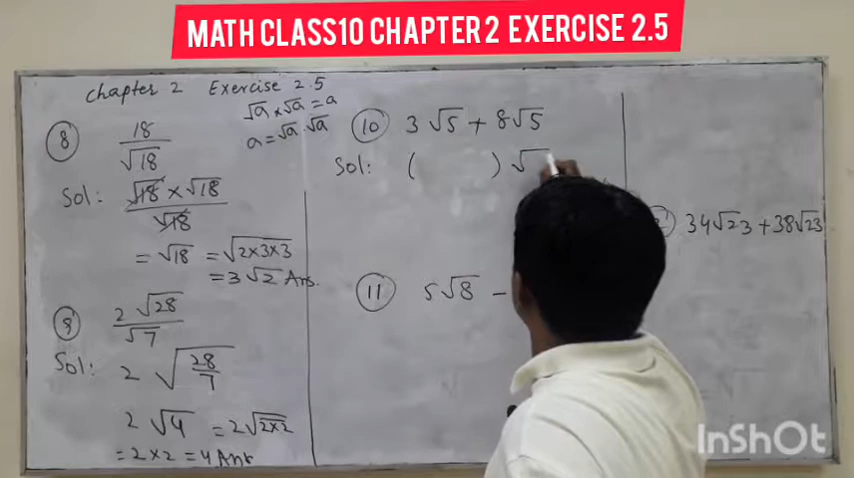 MATH CLASS10 CHAPTER 2 EXERCISE 2.5
Chapter 2 Exercise 2.5
√a × √a = a
a = √a . √a
8 18/√18
Sol: √18 × √18 / √18
= √18 = √2×3×3
= 3√2 Ans.
9 2√28/√7
Sol: 2 √28/7
2 √4 = 2√2×2
= 2×2 = 4 Ans
10 3√5 + 8√5
Sol: ( ) √
11 5√8 −
34√23 + 38√23
InShOt